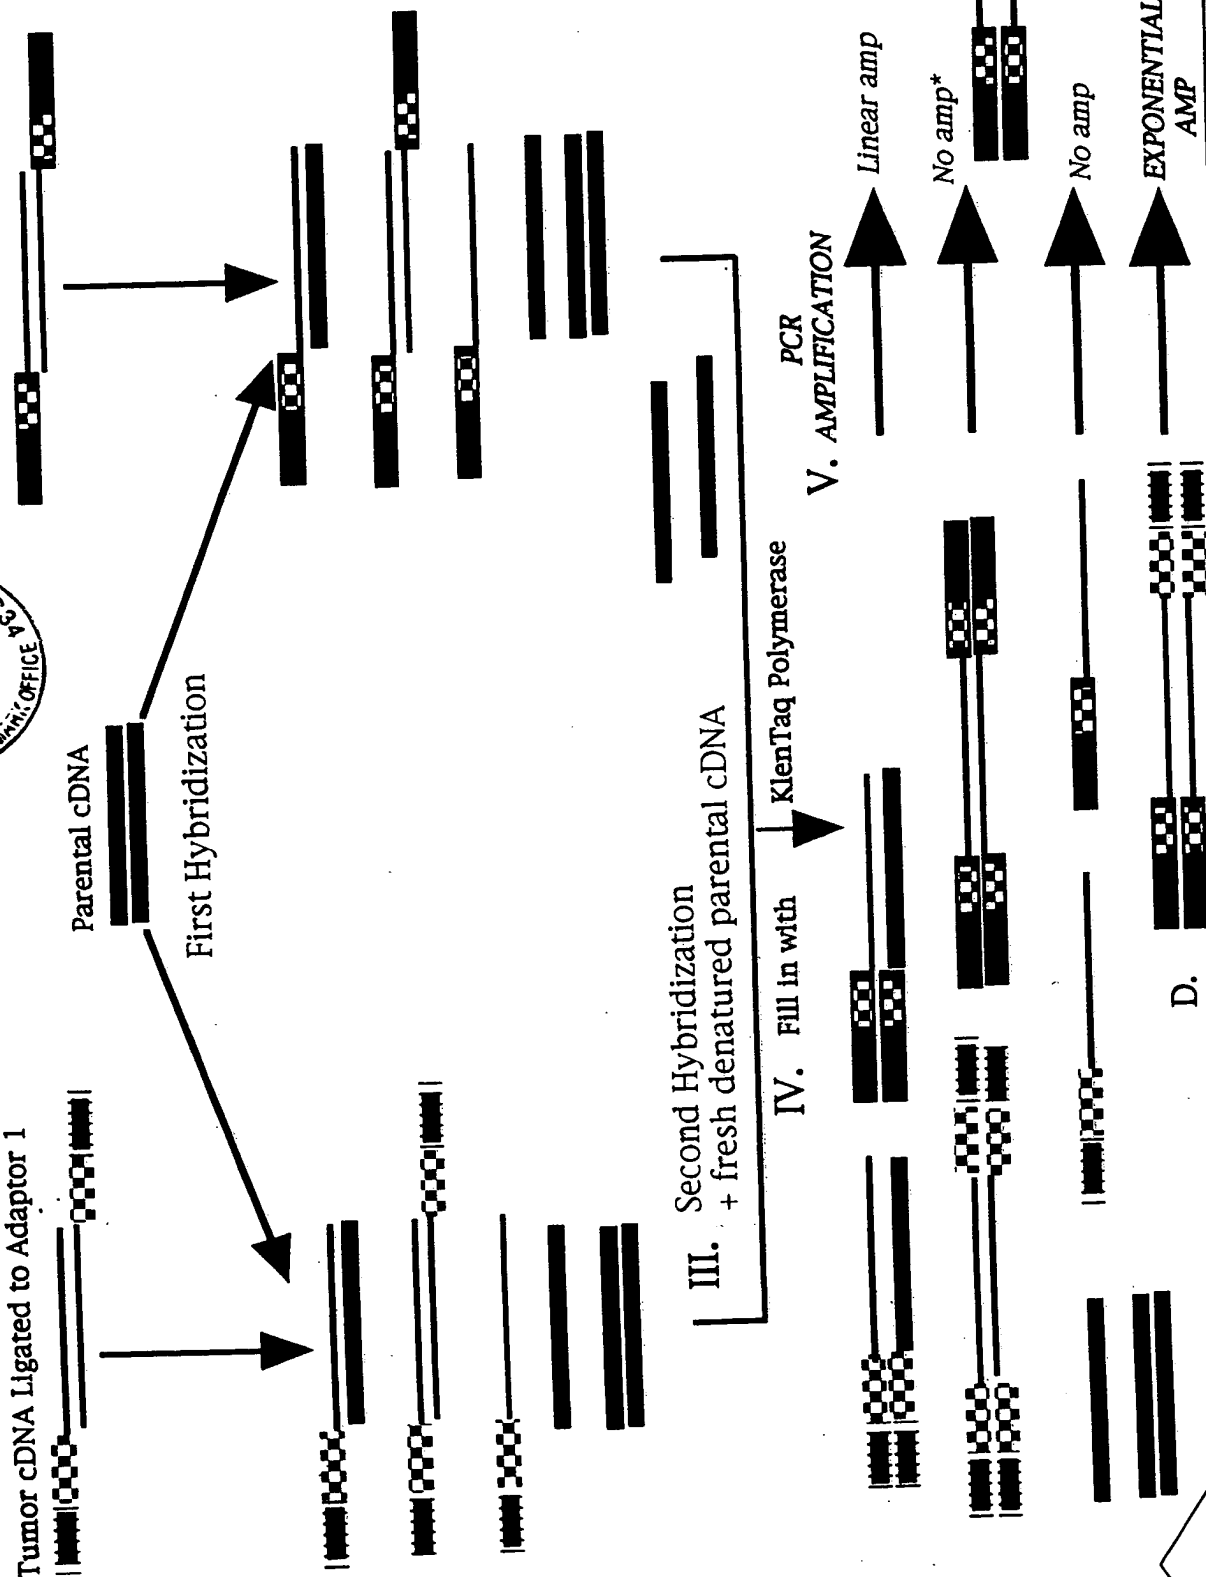 Tumor cDNA Ligated to Adaptor 1
OFFICE
Parental cDNA
First Hybridization
III. Second Hybridization
+ fresh denatured parental cDNA
IV. Fill in with KlenTaq Polymerase
V. PCR
AMPLIFICATION
Linear amp
No amp*
No amp
EXPONENTIAL
AMP
D.